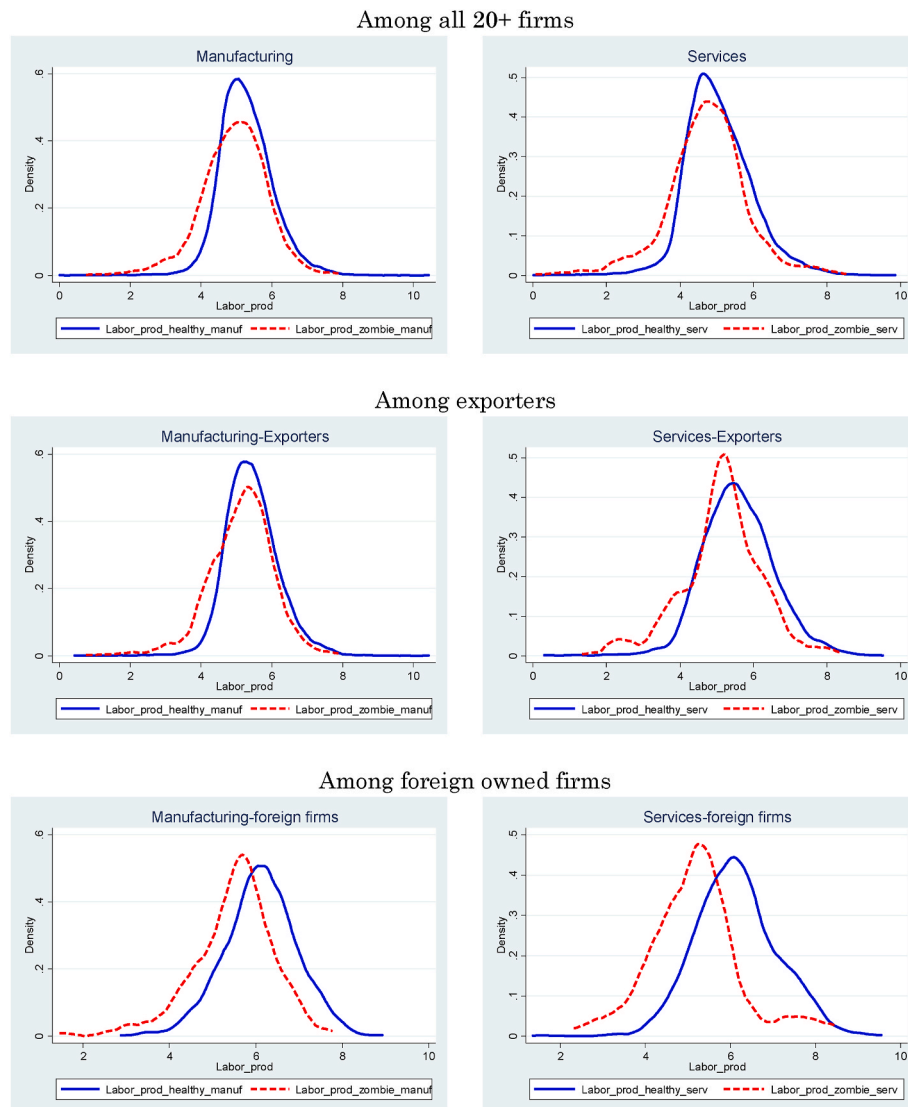 Among all 20+ firms
Manufacturing
Density
0 .2 .4 .6
0 2 4 6 8 10
Labor_prod
Labor_prod_healthy_manuf Labor_prod_zombie_manuf
Services
Density
0 .1 .2 .3 .4 .5
0 2 4 6 8 10
Labor_prod
Labor_prod_healthy_serv Labor_prod_zombie_serv
Among exporters
Manufacturing-Exporters
Density
0 .2 .4 .6
0 2 4 6 8 10
Labor_prod
Labor_prod_healthy_manuf Labor_prod_zombie_manuf
Services-Exporters
Density
0 .1 .2 .3 .4 .5
0 2 4 6 8 10
Labor_prod
Labor_prod_healthy_serv Labor_prod_zombie_serv
Among foreign owned firms
Manufacturing-foreign firms
Density
0 .2 .4 .6
2 4 6 8 10
Labor_prod
Labor_prod_healthy_manuf Labor_prod_zombie_manuf
Services-foreign firms
Density
0 .1 .2 .3 .4 .5
2 4 6 8 10
Labor_prod
Labor_prod_healthy_serv Labor_prod_zombie_serv